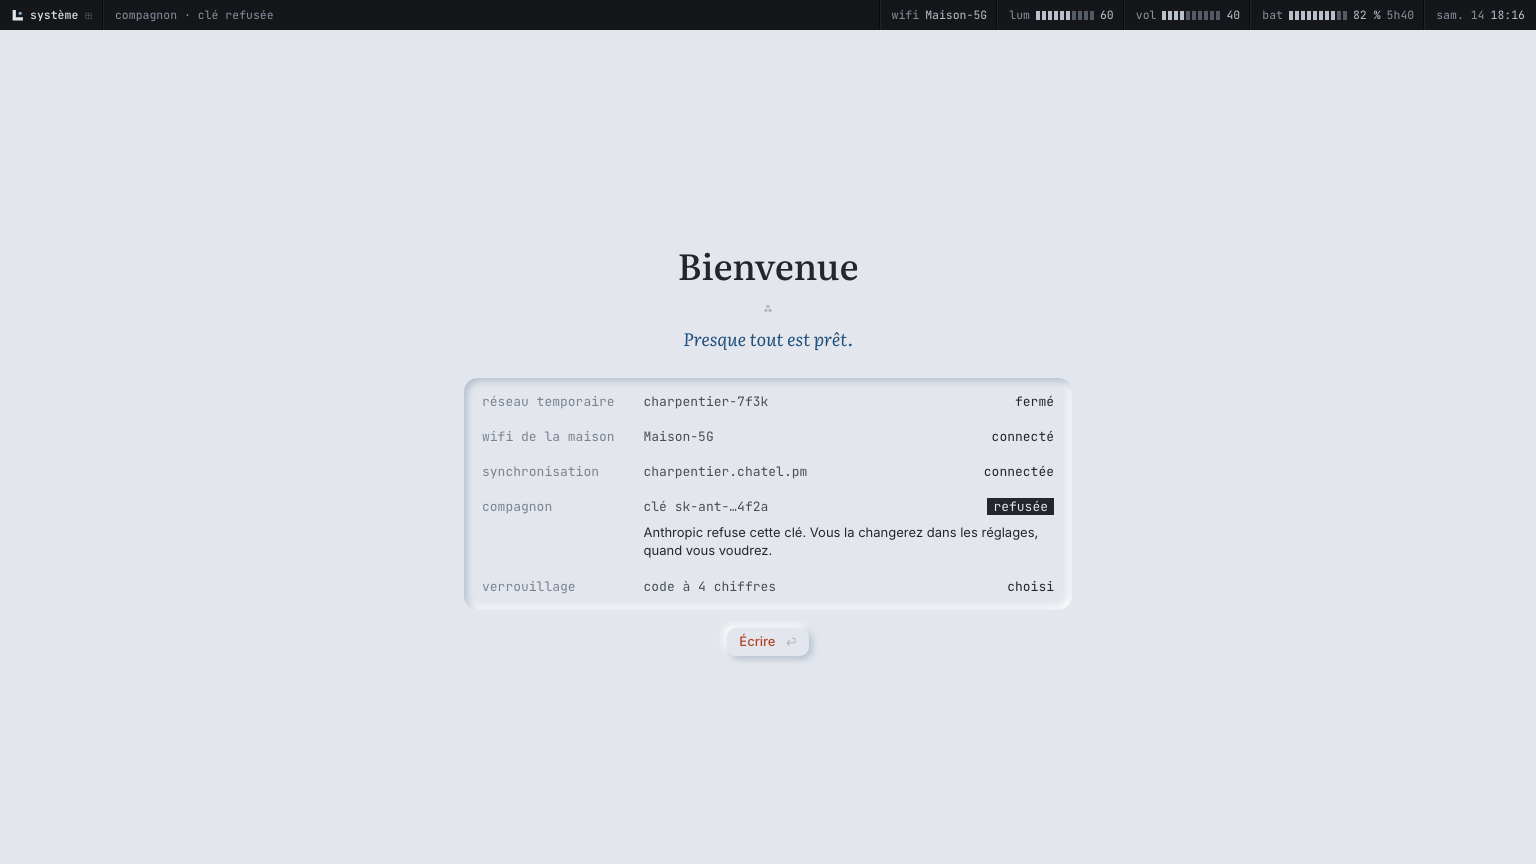 système
compagnon · clé refusée
wifi Maison-5G
lum 60
vol 40
bat 82 % 5h40
sam. 14 18:16
Bienvenue
Presque tout est prêt.
réseau temporaire charpentier-7f3k fermé
wifi de la maison Maison-5G connecté
synchronisation charpentier.chatel.pm connectée
compagnon clé sk-ant-…4f2a refusée
Anthropic refuse cette clé. Vous la changerez dans les réglages,
quand vous voudrez.
verrouillage code à 4 chiffres choisi
Écrire